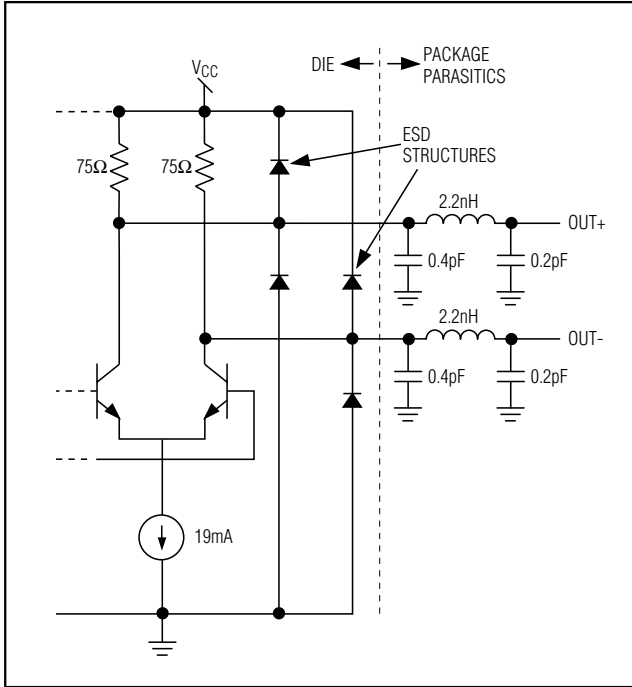 VCC
DIE
PACKAGE
PARASITICS
ESD
STRUCTURES
75Ω
75Ω
2.2nH
OUT+
0.4pF
0.2pF
2.2nH
OUT-
0.4pF
0.2pF
19mA